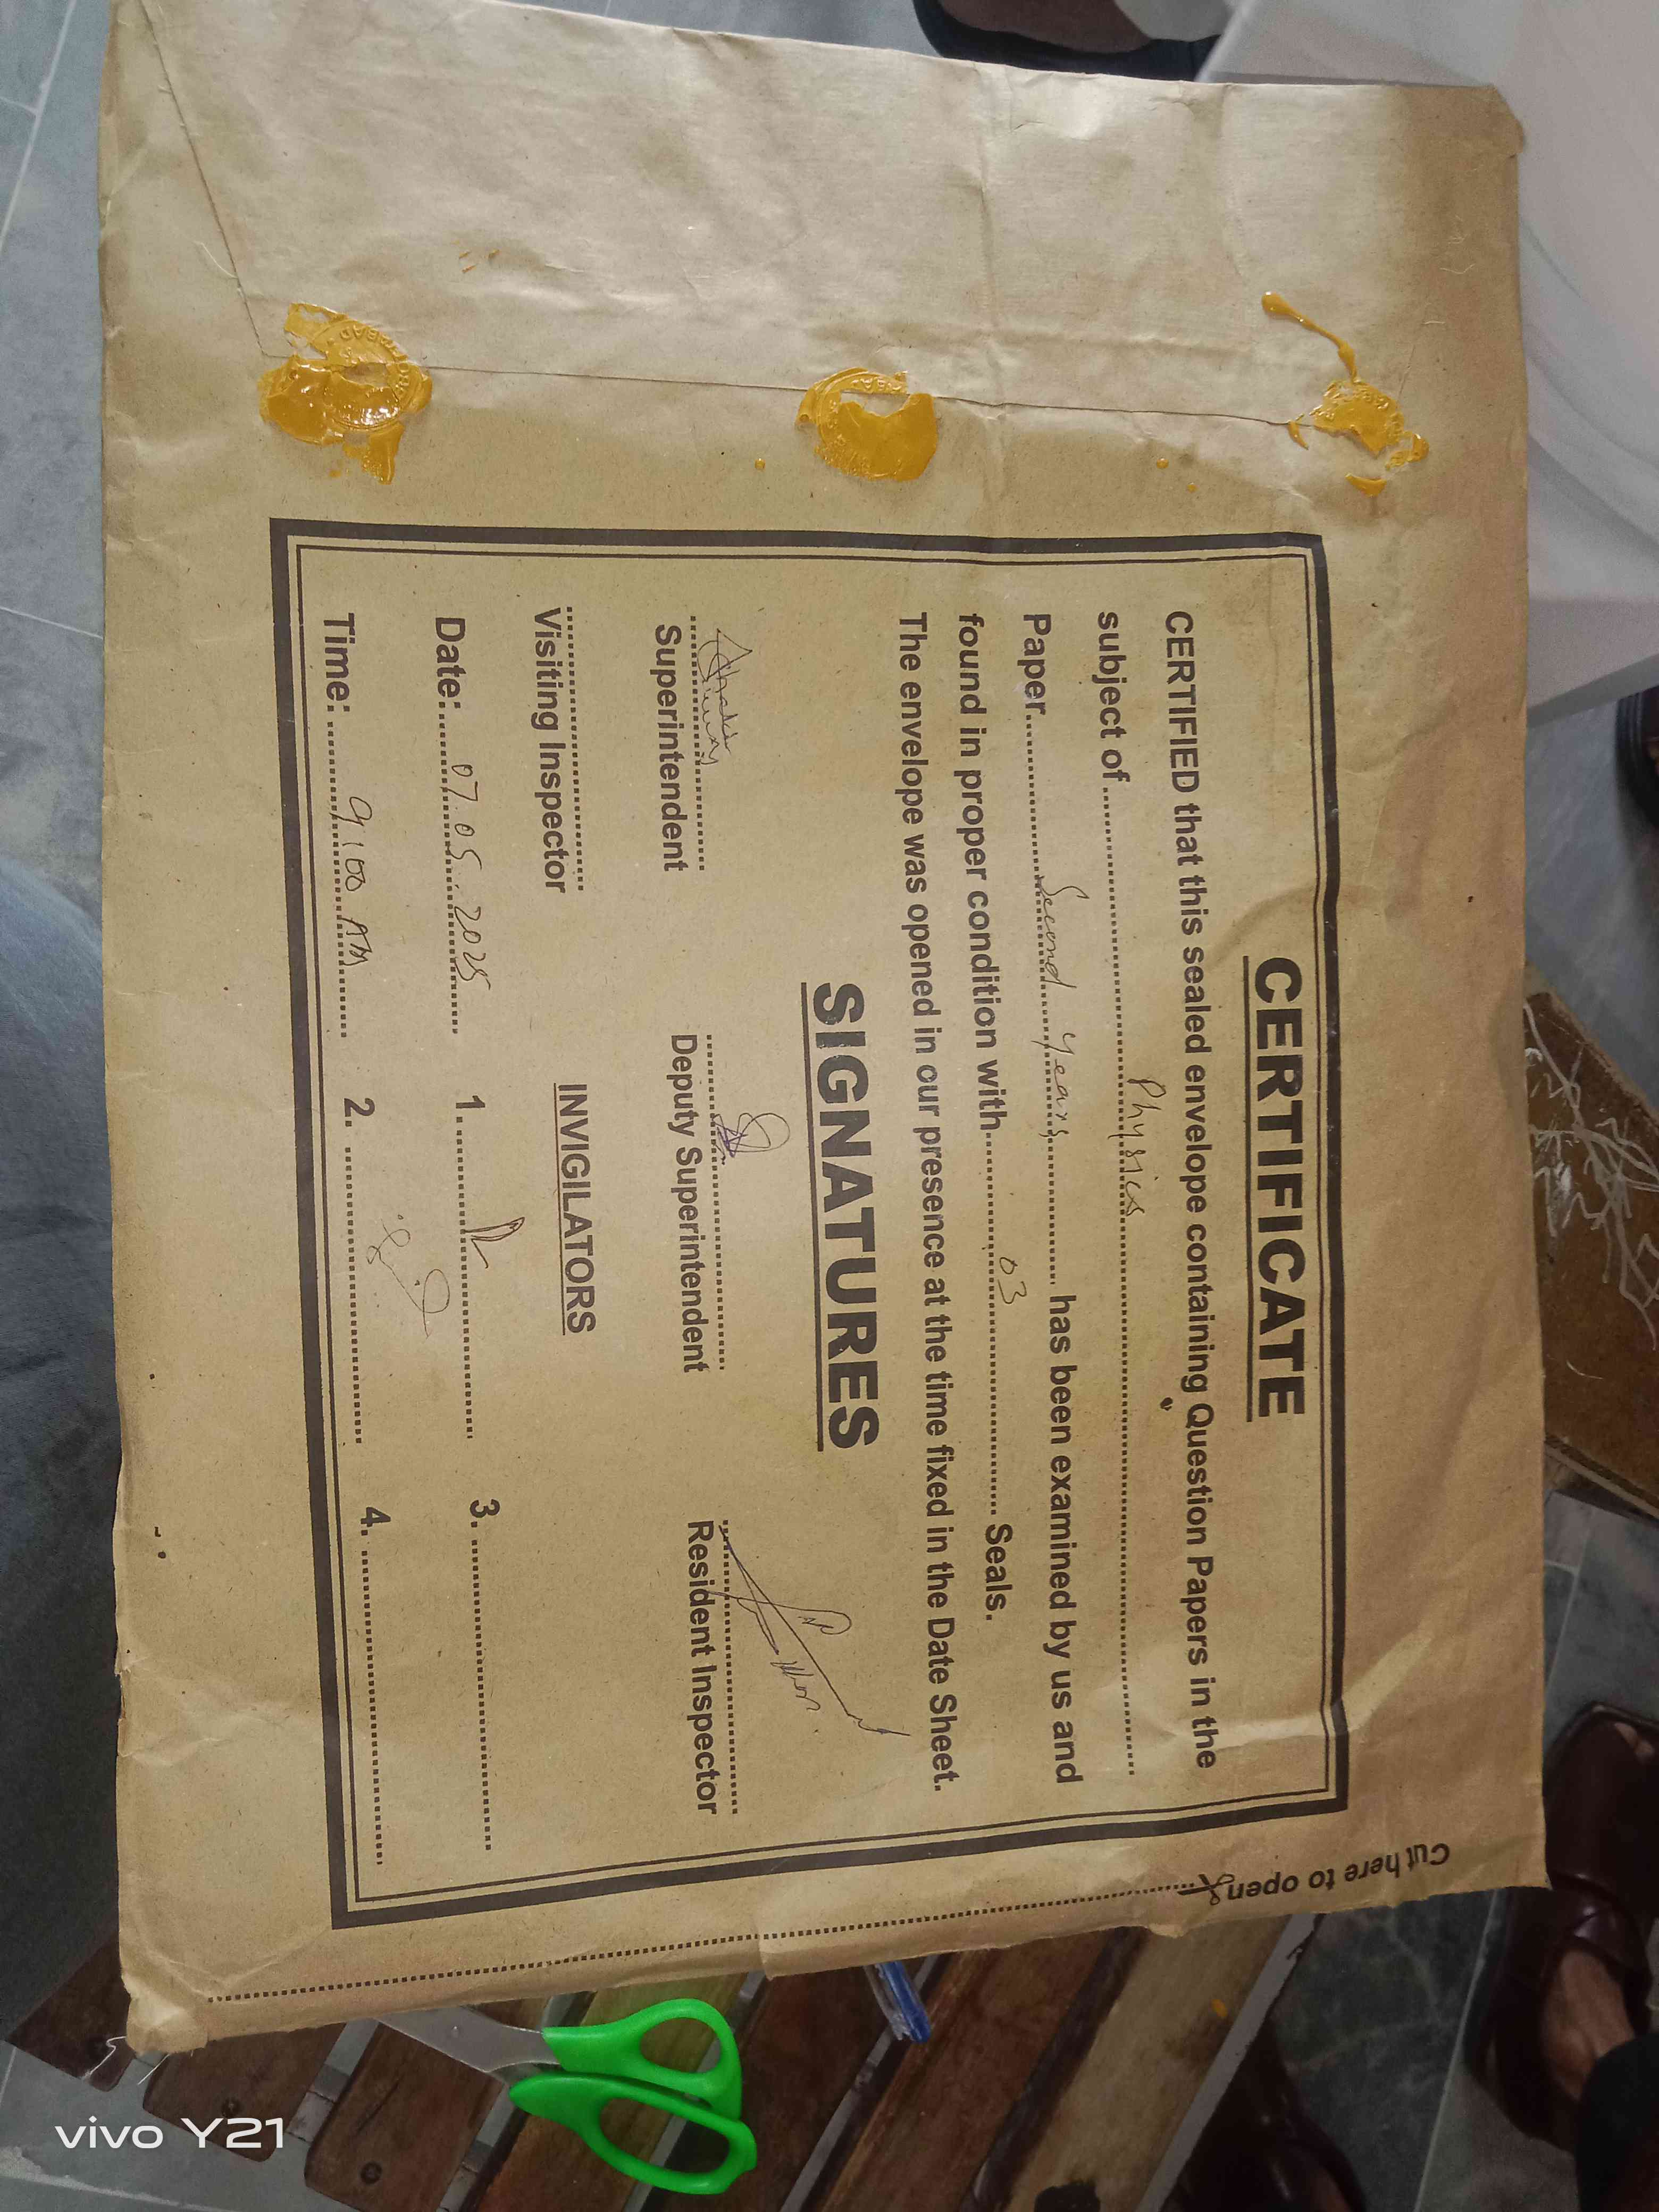 CERTIFICATE
CERTIFIED that this sealed envelope containing Question Papers in the
subject of.......... Physics ..........
Paper.......... Second Years .......... has been examined by us and
found in proper condition with.......... 03 .......... Seals.
The envelope was opened in our presence at the time fixed in the Date Sheet.
SIGNATURES
Superintendent Deputy Superintendent Resident Inspector
Visiting Inspector
INVIGILATORS
Date: 07.05.2025 1. 3.
Time: 9:00 AM 2. 4.
Cut here to open
vivo Y21